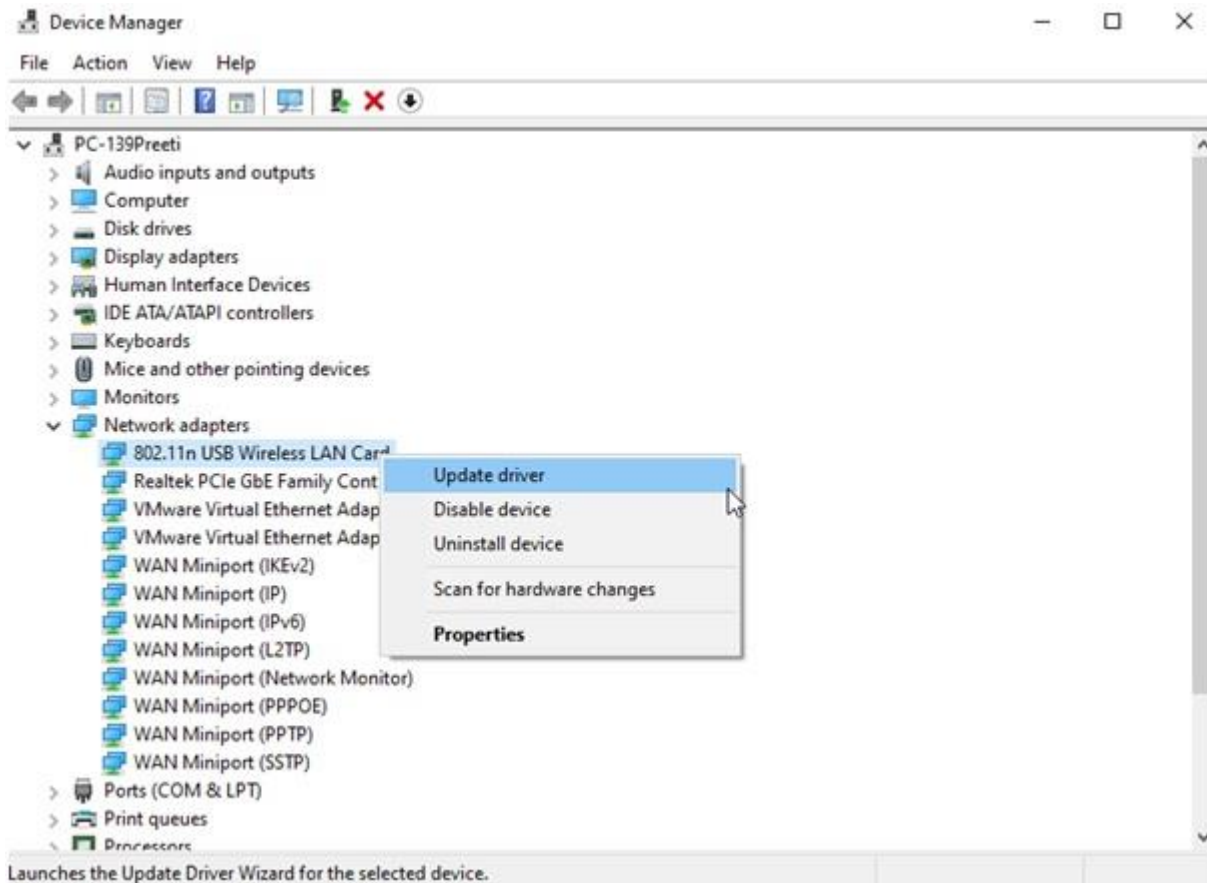 Device Manager
File Action View Help
PC-139Preeti
Audio inputs and outputs
Computer
Disk drives
Display adapters
Human Interface Devices
IDE ATA/ATAPI controllers
Keyboards
Mice and other pointing devices
Monitors
Network adapters
802.11n USB Wireless LAN Card
Realtek PCIe GbE Family Cont
VMware Virtual Ethernet Adap
VMware Virtual Ethernet Adap
WAN Miniport (IKEv2)
WAN Miniport (IP)
WAN Miniport (IPv6)
WAN Miniport (L2TP)
WAN Miniport (Network Monitor)
WAN Miniport (PPPOE)
WAN Miniport (PPTP)
WAN Miniport (SSTP)
Ports (COM & LPT)
Print queues
Processors
Update driver
Disable device
Uninstall device
Scan for hardware changes
Properties
Launches the Update Driver Wizard for the selected device.